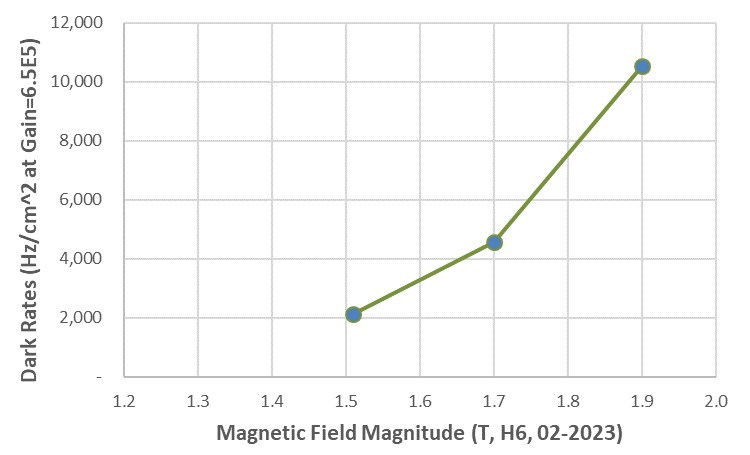 12,000
10,000
8,000
6,000
4,000
2,000
-
Dark Rates (Hz/cm^2 at Gain=6.5E5)
1.2 1.3 1.4 1.5 1.6 1.7 1.8 1.9 2.0
Magnetic Field Magnitude (T, H6, 02-2023)